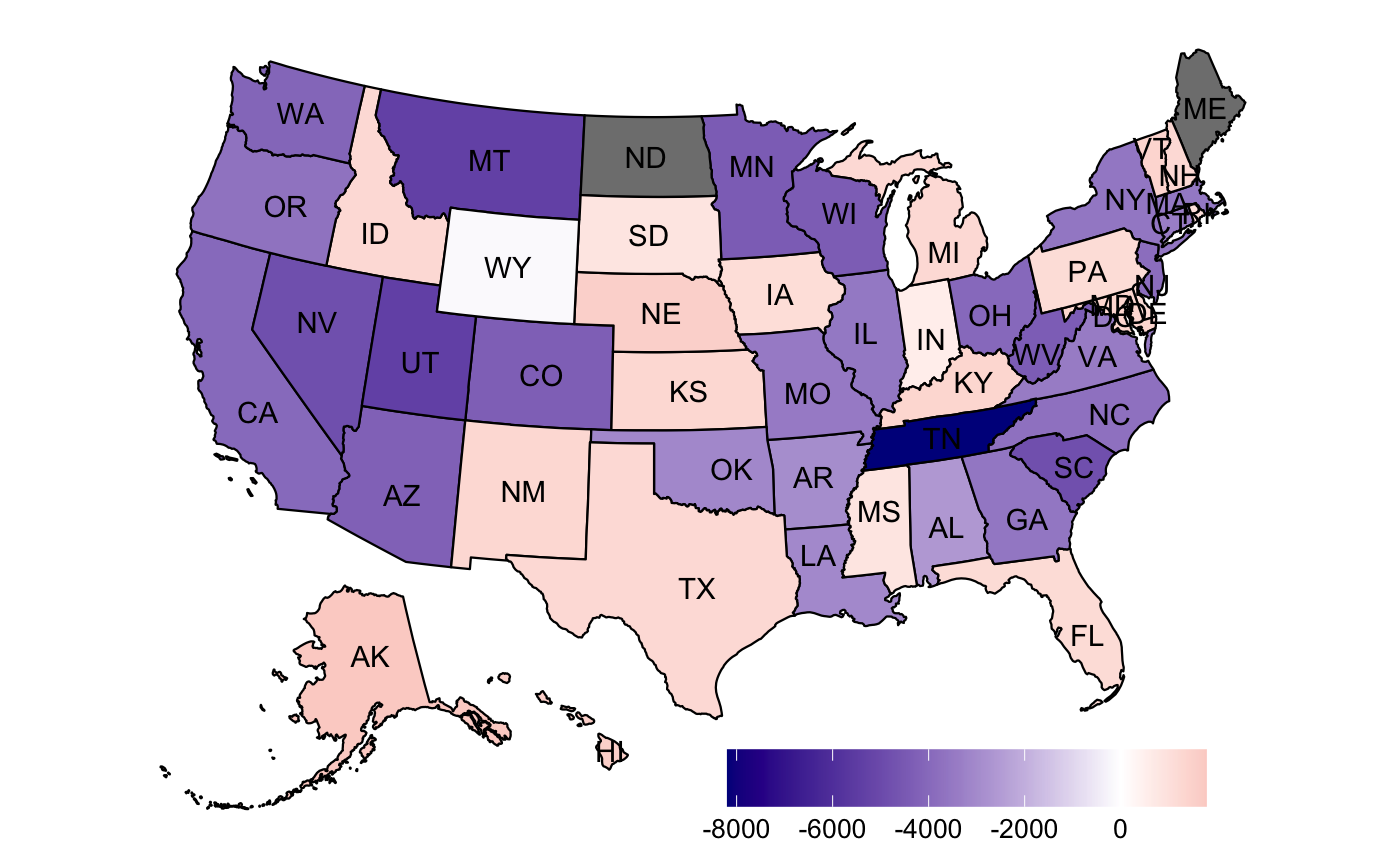 ME
WA
VT
ND
MT
MN
NH
NY
MA
RI
OR
WI
CT
ID
SD
MI
WY
PA
NJ
IA
MD
NE
DE
DC
OH
NV
IL
IN
WV
VA
UT
CO
KY
KS
MO
CA
NC
TN
SC
OK
AR
NM
AZ
MS
GA
AL
LA
TX
FL
AK
HI
-8000 -6000 -4000 -2000 0